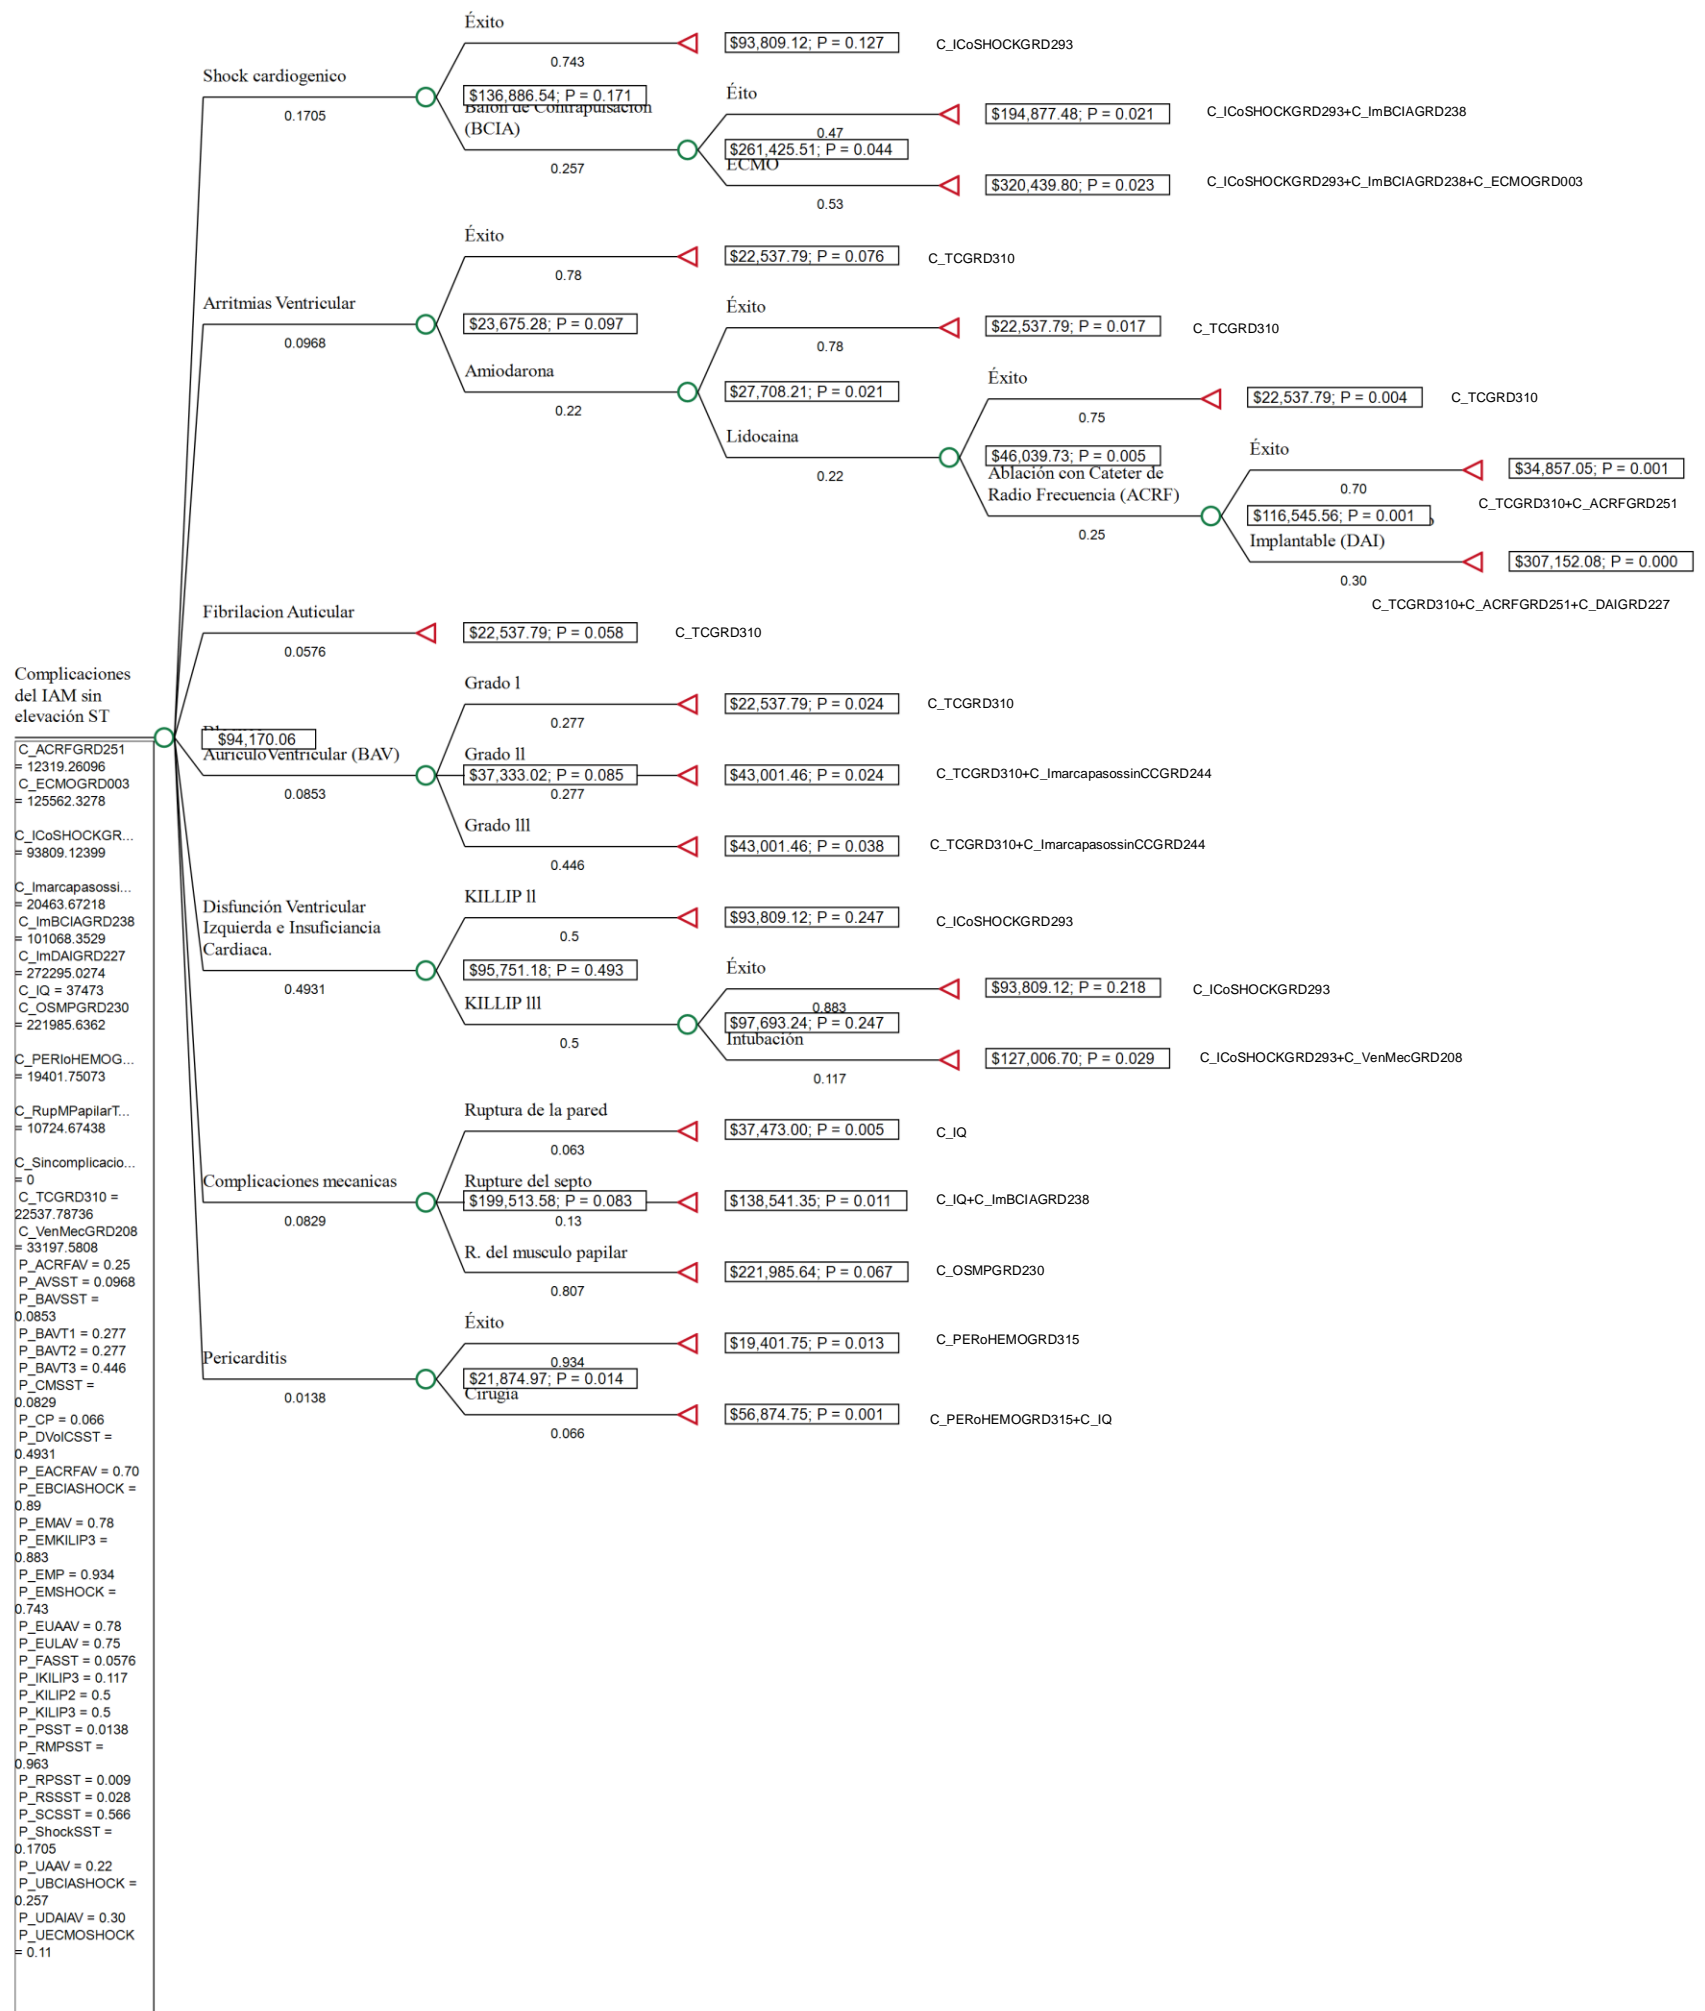 Éxito
0.743
$93,809.12; P = 0.127
C_ICoSHOCKGRD293
Shock cardiogenico
0.1705
$136,886.54; P = 0.171
Balón de Contrapulsación
(BCIA)
0.257
Éito
0.47
$194,877.48; P = 0.021
C_ICoSHOCKGRD293+C_ImBCIAGRD238
$261,425.51; P = 0.044
ECMO
0.53
$320,439.80; P = 0.023
C_ICoSHOCKGRD293+C_ImBCIAGRD238+C_ECMOGRD003
Éxito
0.78
$22,537.79; P = 0.076
C_TCGRD310
Arritmias Ventricular
0.0968
$23,675.28; P = 0.097
Amiodarona
0.22
Éxito
0.78
$22,537.79; P = 0.017
C_TCGRD310
$27,708.21; P = 0.021
Lidocaina
0.22
Éxito
0.75
$22,537.79; P = 0.004
C_TCGRD310
$46,039.73; P = 0.005
Ablación con Cateter de
Radio Frecuencia (ACRF)
0.25
Éxito
0.70
$34,857.05; P = 0.001
C_TCGRD310+C_ACRFGRD251
$116,545.56; P = 0.001
Implantable (DAI)
0.30
$307,152.08; P = 0.000
C_TCGRD310+C_ACRFGRD251+C_DAIGRD227
Fibrilacion Auticular
0.0576
$22,537.79; P = 0.058
C_TCGRD310
Complicaciones
del IAM sin
elevación ST
$94,170.06
AuriculoVentricular (BAV)
0.0853
Grado l
0.277
$22,537.79; P = 0.024
C_TCGRD310
Grado ll
$37,333.02; P = 0.085
0.277
$43,001.46; P = 0.024
C_TCGRD310+C_ImarcapasossinCCGRD244
Grado lll
0.446
$43,001.46; P = 0.038
C_TCGRD310+C_ImarcapasossinCCGRD244
Disfunción Ventricular
Izquierda e Insuficiancia
Cardiaca.
0.4931
KILLIP ll
0.5
$93,809.12; P = 0.247
C_ICoSHOCKGRD293
$95,751.18; P = 0.493
KILLIP lll
0.5
Éxito
0.883
$93,809.12; P = 0.218
C_ICoSHOCKGRD293
$97,693.24; P = 0.247
Intubación
0.117
$127,006.70; P = 0.029
C_ICoSHOCKGRD293+C_VenMecGRD208
Complicaciones mecanicas
0.0829
Ruptura de la pared
0.063
$37,473.00; P = 0.005
C_IQ
Rupture del septo
$199,513.58; P = 0.083
0.13
$138,541.35; P = 0.011
C_IQ+C_ImBCIAGRD238
R. del musculo papilar
0.807
$221,985.64; P = 0.067
C_OSMPGRD230
Pericarditis
0.0138
Éxito
0.934
$19,401.75; P = 0.013
C_PERoHEMOGRD315
$21,874.97; P = 0.014
Cirugia
0.066
$56,874.75; P = 0.001
C_PERoHEMOGRD315+C_IQ
C_ACRFGRD251
= 12319.26096
C_ECMOGRD003
= 125562.3278
C_ICoSHOCKGR...
= 93809.12399
C_Imarcapasossi...
= 20463.67218
C_ImBCIAGRD238
= 101068.3529
C_ImDAIGRD227
= 272295.0274
C_IQ = 37473
C_OSMPGRD230
= 221985.6362
C_PERIoHEMOG...
= 19401.75073
C_RupMPapilarT...
= 10724.67438
C_Sincomplicacio...
= 0
C_TCGRD310 =
22537.78736
C_VenMecGRD208
= 33197.5808
P_ACRFAV = 0.25
P_AVSST = 0.0968
P_BAVSST =
0.0853
P_BAVT1 = 0.277
P_BAVT2 = 0.277
P_BAVT3 = 0.446
P_CMSST =
0.0829
P_CP = 0.066
P_DVoICSST =
0.4931
P_EACRFAV = 0.70
P_EBCIASHOCK =
0.89
P_EMAV = 0.78
P_EMKILIP3 =
0.883
P_EMP = 0.934
P_EMSHOCK =
0.743
P_EUAAV = 0.78
P_EULAV = 0.75
P_FASST = 0.0576
P_IKILIP3 = 0.117
P_KILIP2 = 0.5
P_KILIP3 = 0.5
P_PSST = 0.0138
P_RMPSST =
0.963
P_RPSST = 0.009
P_RSSST = 0.028
P_SCSST = 0.566
P_ShockSST =
0.1705
P_UAAV = 0.22
P_UBCIASHOCK =
0.257
P_UDAIAV = 0.30
P_UECMOSHOCK
= 0.11